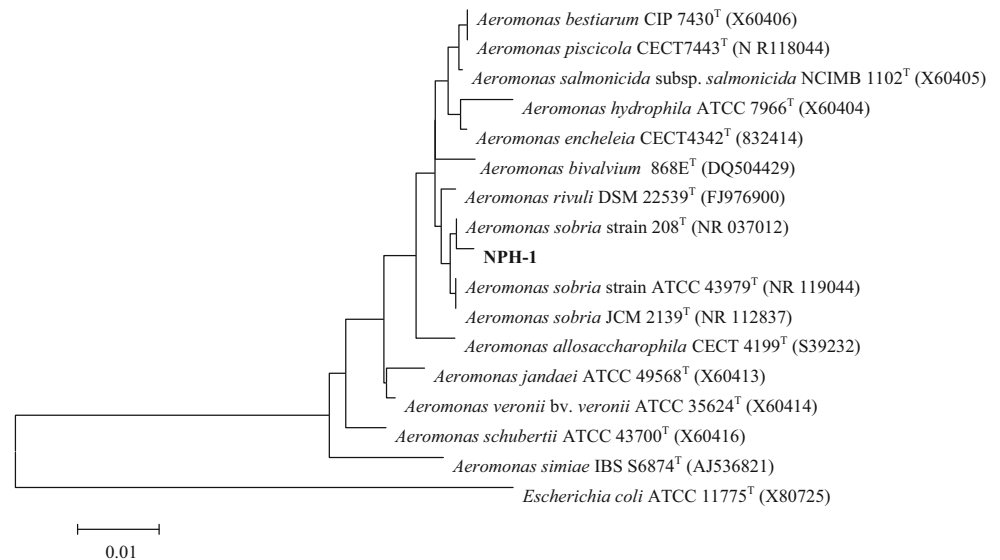 Aeromonas bestiarum CIP 7430ᵀ (X60406)
Aeromonas piscicola CECT7443ᵀ (N R118044)
Aeromonas salmonicida subsp. salmonicida NCIMB 1102ᵀ (X60405)
Aeromonas hydrophila ATCC 7966ᵀ (X60404)
Aeromonas encheleia CECT4342ᵀ (832414)
Aeromonas bivalvium 868Eᵀ (DQ504429)
Aeromonas rivuli DSM 22539ᵀ (FJ976900)
Aeromonas sobria strain 208ᵀ (NR 037012)
NPH-1
Aeromonas sobria strain ATCC 43979ᵀ (NR 119044)
Aeromonas sobria JCM 2139ᵀ (NR 112837)
Aeromonas allosaccharophila CECT 4199ᵀ (S39232)
Aeromonas jandaei ATCC 49568ᵀ (X60413)
Aeromonas veronii bv. veronii ATCC 35624ᵀ (X60414)
Aeromonas schubertii ATCC 43700ᵀ (X60416)
Aeromonas simiae IBS S6874ᵀ (AJ536821)
Escherichia coli ATCC 11775ᵀ (X80725)
0.01